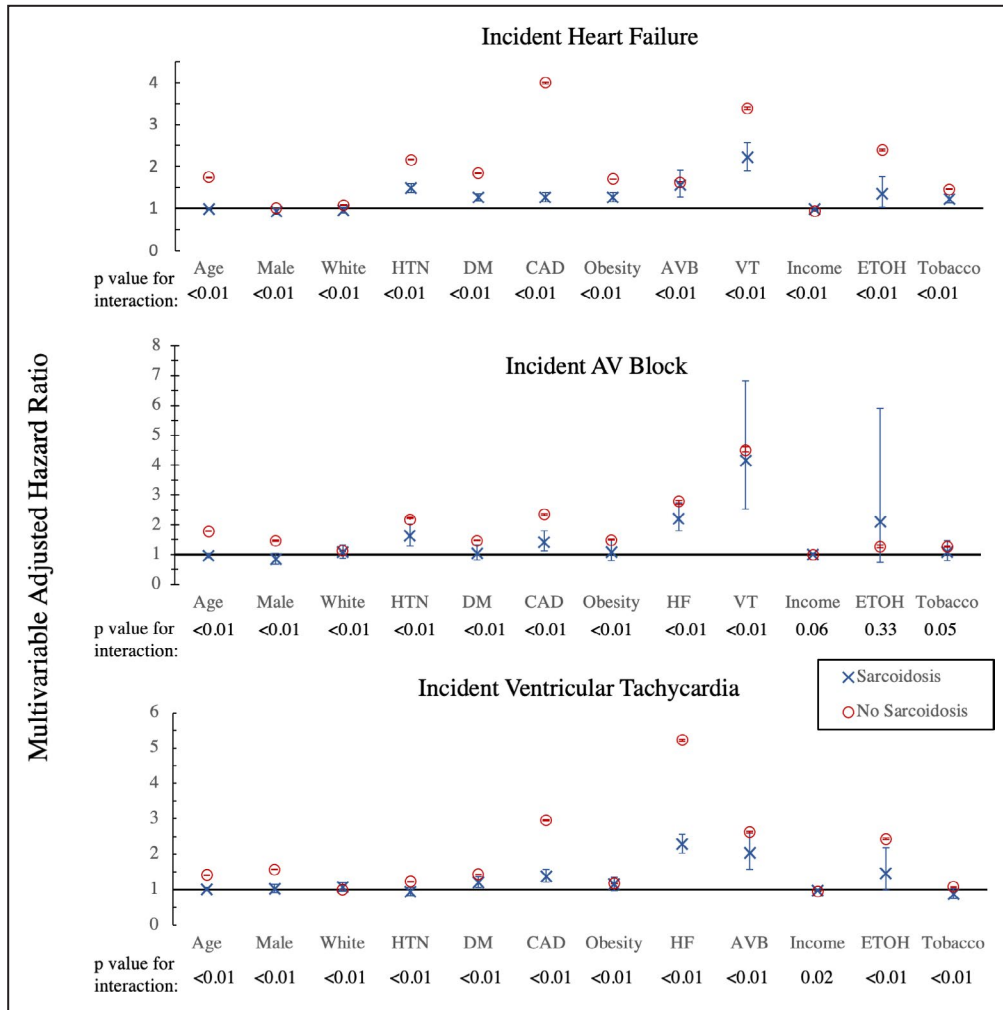 Multivariable Adjusted Hazard Ratio
Incident Heart Failure
4
3
2
1
0
Age Male White HTN DM CAD Obesity AVB VT Income ETOH Tobacco
p value for
interaction: <0.01 <0.01 <0.01 <0.01 <0.01 <0.01 <0.01 <0.01 <0.01 <0.01 <0.01 <0.01
Incident AV Block
8
7
6
5
4
3
2
1
0
Age Male White HTN DM CAD Obesity HF VT Income ETOH Tobacco
p value for
interaction: <0.01 <0.01 <0.01 <0.01 <0.01 <0.01 <0.01 <0.01 <0.01 0.06 0.33 0.05
Sarcoidosis
No Sarcoidosis
Incident Ventricular Tachycardia
6
5
4
3
2
1
0
Age Male White HTN DM CAD Obesity HF AVB Income ETOH Tobacco
p value for
interaction: <0.01 <0.01 <0.01 <0.01 <0.01 <0.01 <0.01 <0.01 <0.01 0.02 <0.01 <0.01